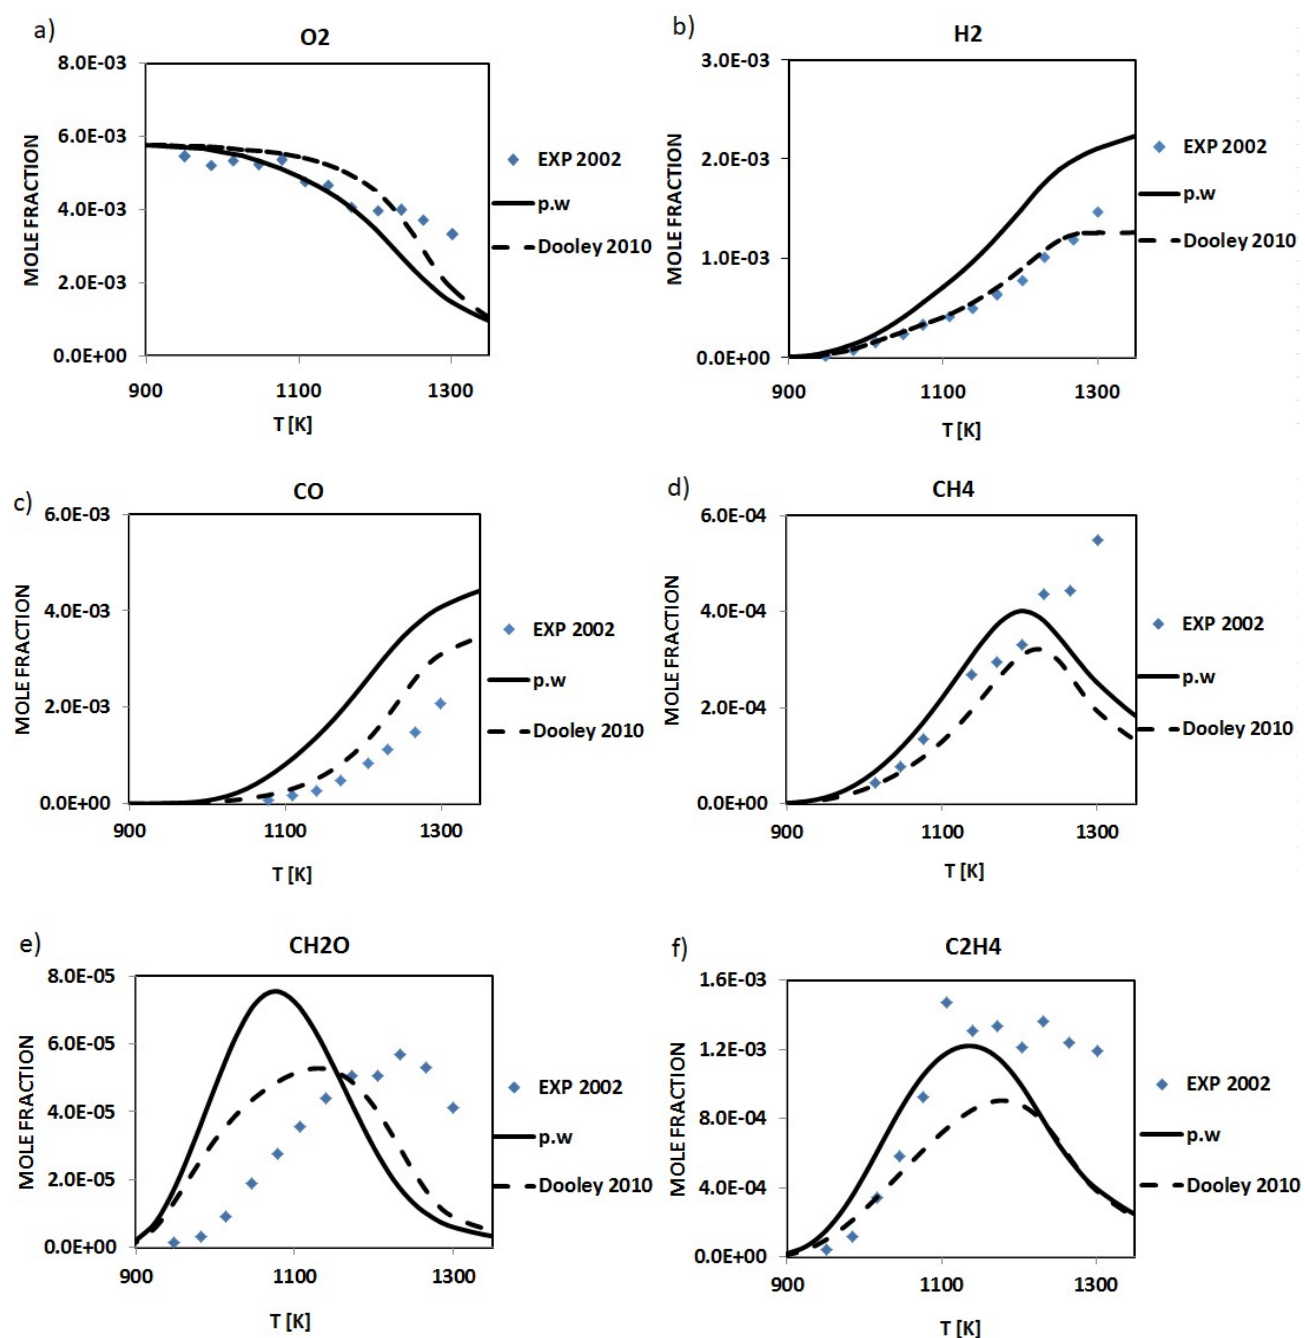 a)
O2
8.0E-03
6.0E-03
4.0E-03
2.0E-03
0.0E+00
MOLE FRACTION
900
1100
1300
T [K]
EXP 2002
p.w
Dooley 2010
b)
H2
3.0E-03
2.0E-03
1.0E-03
0.0E+00
MOLE FRACTION
900
1100
1300
T [K]
EXP 2002
p.w
Dooley 2010
c)
CO
6.0E-03
4.0E-03
2.0E-03
0.0E+00
MOLE FRACTION
900
1100
1300
T [K]
EXP 2002
p.w
Dooley 2010
d)
CH4
6.0E-04
4.0E-04
2.0E-04
0.0E+00
MOLE FRACTION
900
1100
1300
T [K]
EXP 2002
p.w
Dooley 2010
e)
CH2O
8.0E-05
6.0E-05
4.0E-05
2.0E-05
0.0E+00
MOLE FRACTION
900
1100
1300
T [K]
EXP 2002
p.w
Dooley 2010
f)
C2H4
1.6E-03
1.2E-03
8.0E-04
4.0E-04
0.0E+00
MOLE FRACTION
900
1100
1300
T [K]
EXP 2002
p.w
Dooley 2010